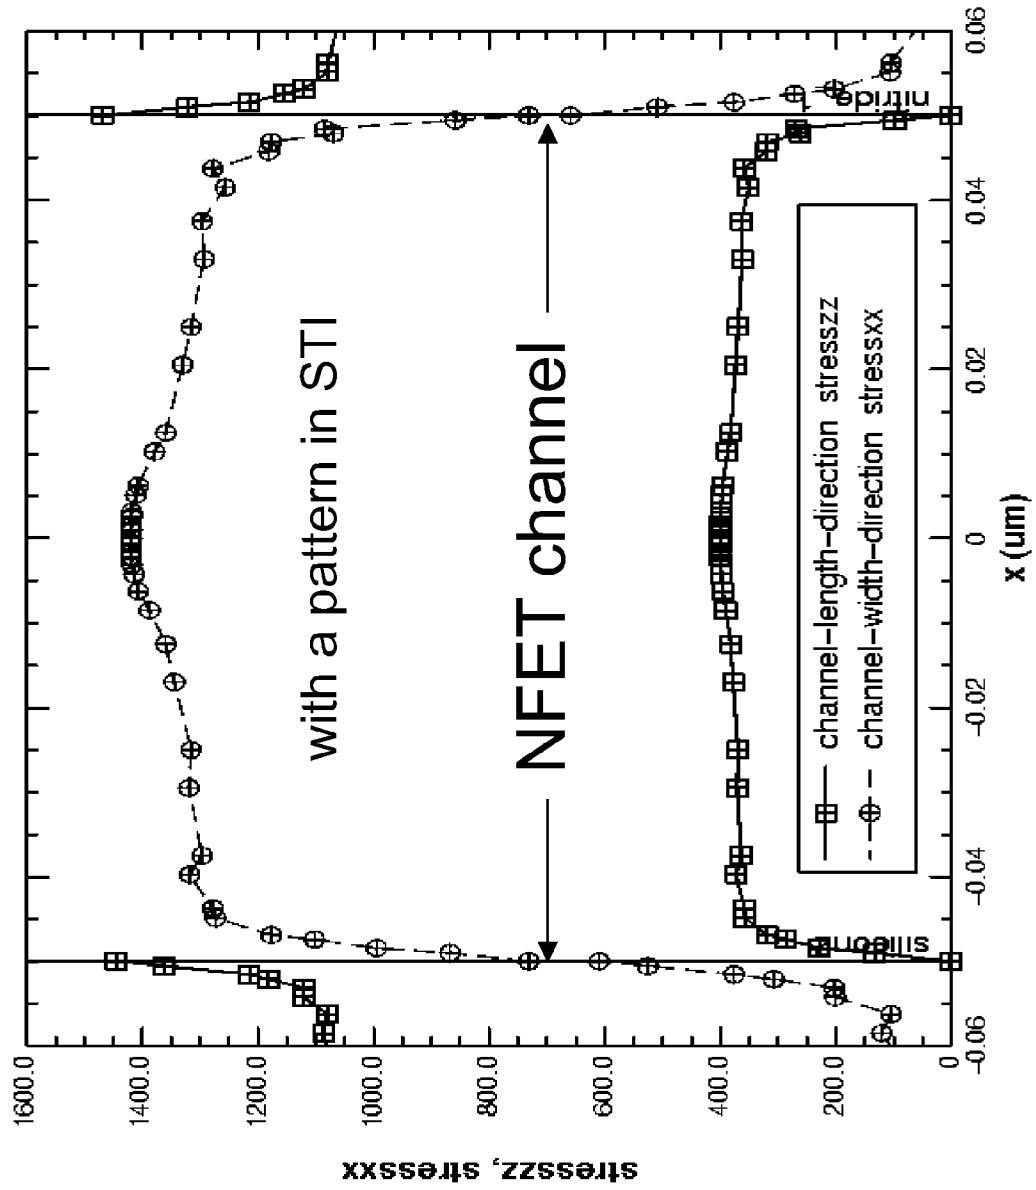 1600.0
1400.0
1200.0
1000.0
800.0
600.0
400.0
200.0
0
stresszz, stressxx
with a pattern in STI
NFET channel
silicon
nitride
channel-length-direction stresszz
channel-width-direction stressxx
-0.06
-0.04
-0.02
0
0.02
0.04
0.06
x (um)